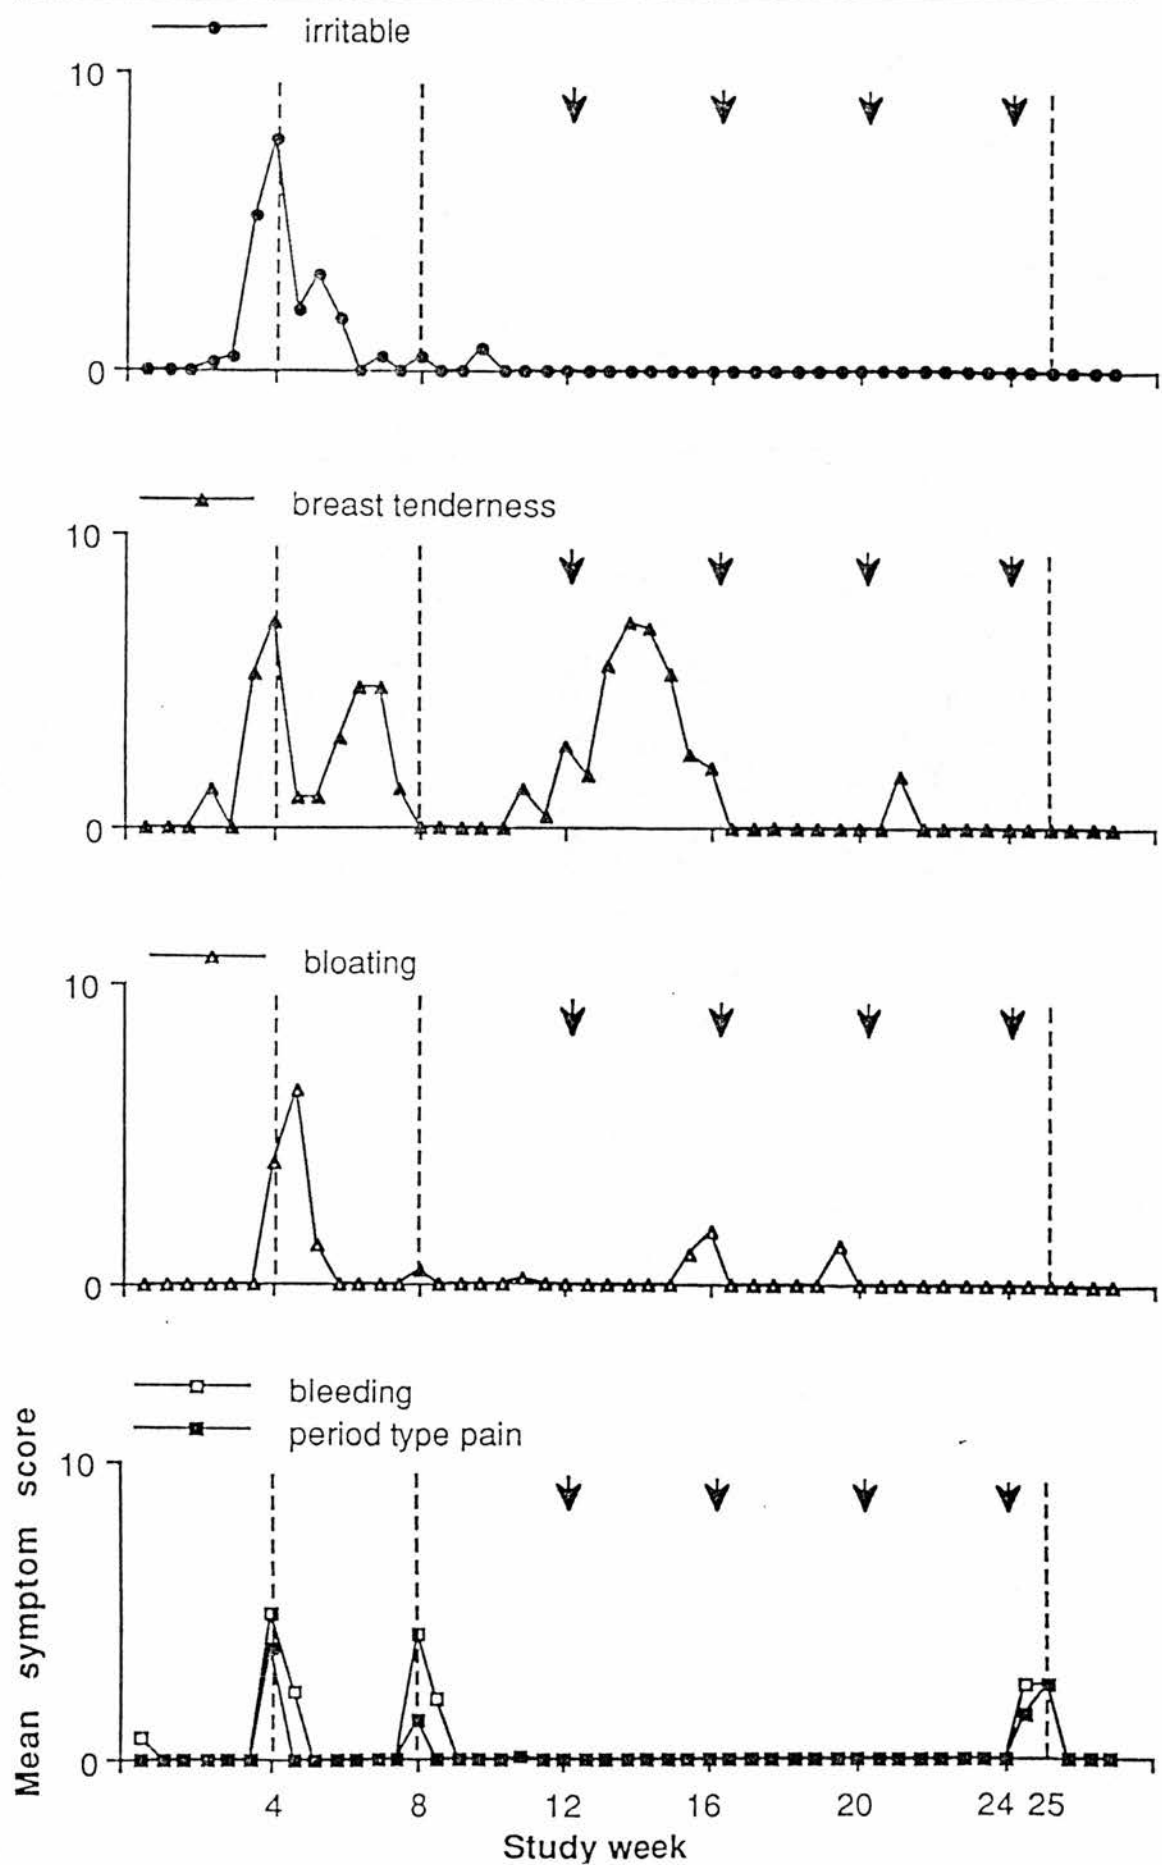 irritable
10
0
breast tenderness
10
0
bloating
10
0
bleeding
period type pain
10
0
Mean symptom score
4 8 12 16 20 24 25
Study week